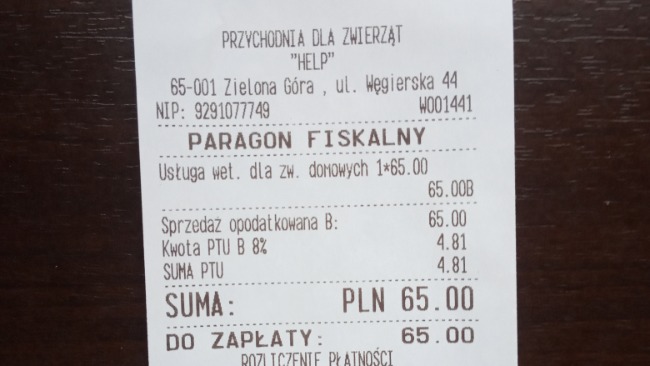 PRZYCHODNIA DLA ZWIERZĄT
"HELP"
65-001 Zielona Góra , ul. Węgierska 44
NIP: 9291077749 W001441
PARAGON FISKALNY
Usługa wet. dla zw. domowych 1*65.00
65.00B
Sprzedaż opodatkowana B: 65.00
Kwota PTU B 8% 4.81
SUMA PTU 4.81
SUMA: PLN 65.00
DO ZAPŁATY: 65.00
ROZLICZENIE PŁATNOŚCI